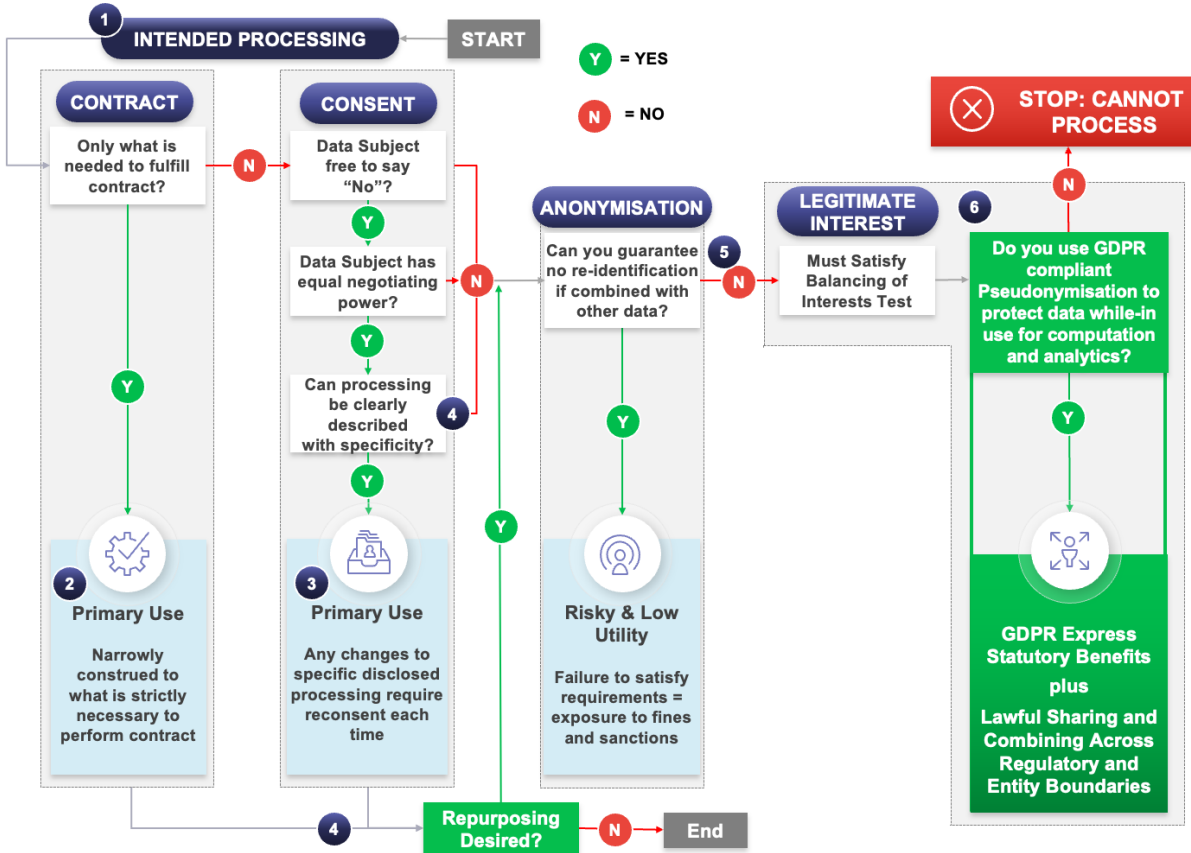 1
INTENDED PROCESSING
START
Y = YES
N = NO
CONTRACT
Only what is
needed to fulfill
contract?
N
Y
2
Primary Use
Narrowly
construed to
what is strictly
necessary to
perform contract
CONSENT
Data Subject
free to say
“No”?
Y
Data Subject has
equal negotiating
power?
N
Y
Can processing
be clearly
described
with specificity?
4
Y
3
Primary Use
Any changes to
specific disclosed
processing require
reconsent each
time
4
Repurposing
Desired?
Y
N
End
ANONYMISATION
Can you guarantee
no re-identification
if combined with
other data?
5
N
Y
Risky & Low
Utility
Failure to satisfy
requirements =
exposure to fines
and sanctions
LEGITIMATE
INTEREST
Must Satisfy
Balancing of
Interests Test
6
STOP: CANNOT
PROCESS
N
Do you use GDPR
compliant
Pseudonymisation to
protect data while-in
use for computation
and analytics?
Y
GDPR Express
Statutory Benefits
plus
Lawful Sharing and
Combining Across
Regulatory and
Entity Boundaries